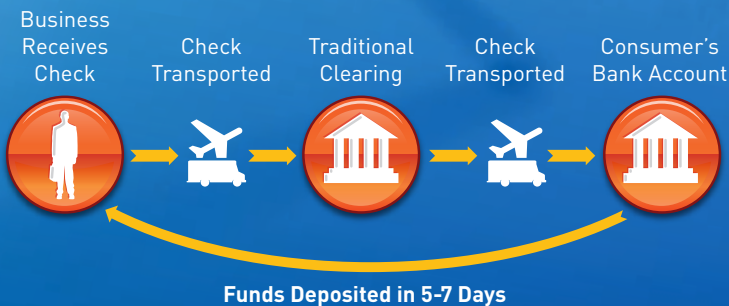 Business
Receives
Check
Check
Transported
Traditional
Clearing
Check
Transported
Consumer's
Bank Account
Funds Deposited in 5-7 Days